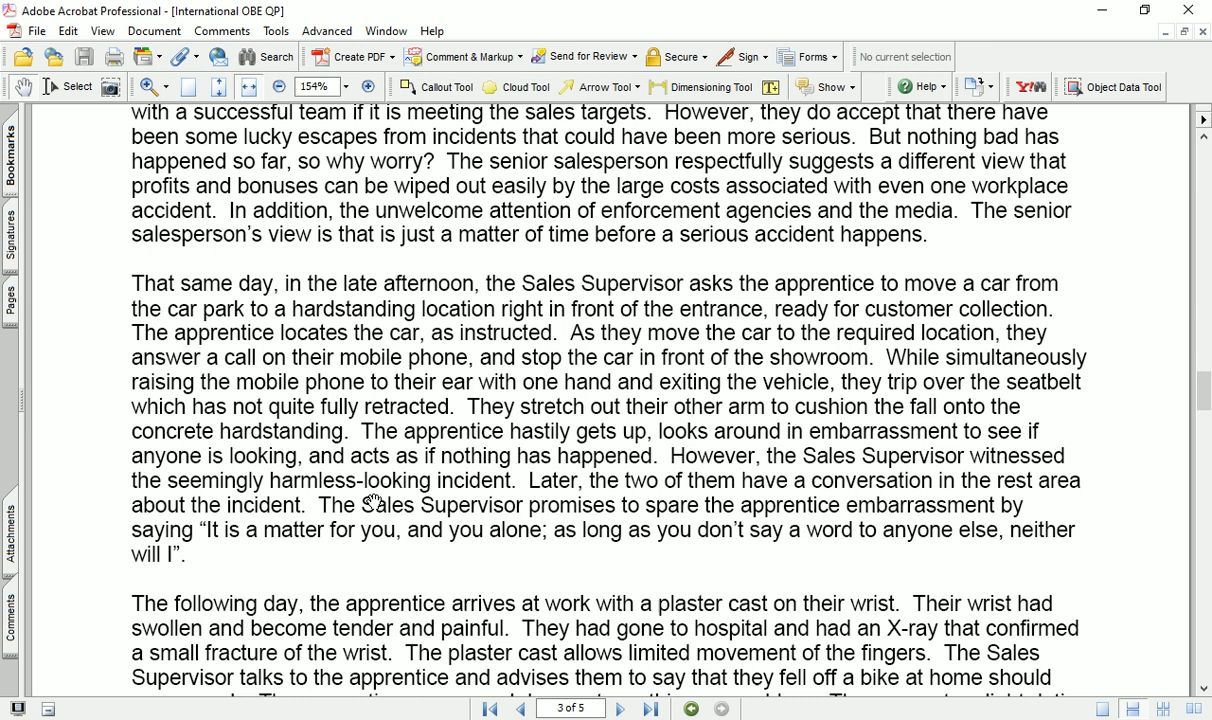 Adobe Acrobat Professional - [International OBE QP]
File Edit View Document Comments Tools Advanced Window Help
Search Create PDF Comment & Markup Send for Review Secure Sign Forms No current selection
Select 154% Callout Tool Cloud Tool Arrow Tool Dimensioning Tool T Show Help Y!MB Object Data Tool
Bookmarks
Signatures
Pages
Attachments
Comments
with a successful team if it is meeting the sales targets. However, they do accept that there have
been some lucky escapes from incidents that could have been more serious. But nothing bad has
happened so far, so why worry? The senior salesperson respectfully suggests a different view that
profits and bonuses can be wiped out easily by the large costs associated with even one workplace
accident. In addition, the unwelcome attention of enforcement agencies and the media. The senior
salesperson's view is that is just a matter of time before a serious accident happens.
That same day, in the late afternoon, the Sales Supervisor asks the apprentice to move a car from
the car park to a hardstanding location right in front of the entrance, ready for customer collection.
The apprentice locates the car, as instructed. As they move the car to the required location, they
answer a call on their mobile phone, and stop the car in front of the showroom. While simultaneously
raising the mobile phone to their ear with one hand and exiting the vehicle, they trip over the seatbelt
which has not quite fully retracted. They stretch out their other arm to cushion the fall onto the
concrete hardstanding. The apprentice hastily gets up, looks around in embarrassment to see if
anyone is looking, and acts as if nothing has happened. However, the Sales Supervisor witnessed
the seemingly harmless-looking incident. Later, the two of them have a conversation in the rest area
about the incident. The Sales Supervisor promises to spare the apprentice embarrassment by
saying “It is a matter for you, and you alone; as long as you don’t say a word to anyone else, neither
will I”.
The following day, the apprentice arrives at work with a plaster cast on their wrist. Their wrist had
swollen and become tender and painful. They had gone to hospital and had an X-ray that confirmed
a small fracture of the wrist. The plaster cast allows limited movement of the fingers. The Sales
Supervisor talks to the apprentice and advises them to say that they fell off a bike at home should
3 of 5